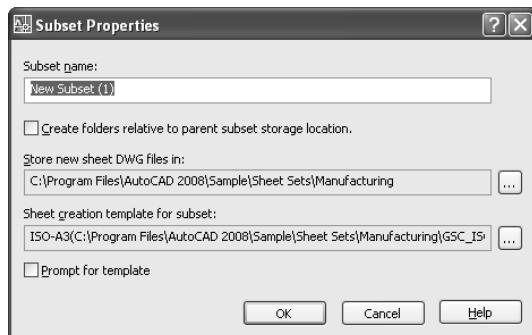 Subset Properties
Subset name:
New Subset (1)
Create folders relative to parent subset storage location.
Store new sheet DWG files in:
C:\Program Files\AutoCAD 2008\Sample\Sheet Sets\Manufacturing
...
Sheet creation template for subset:
ISO-A3(C:\Program Files\AutoCAD 2008\Sample\Sheet Sets\Manufacturing\GSC_IS
...
Prompt for template
OK Cancel Help